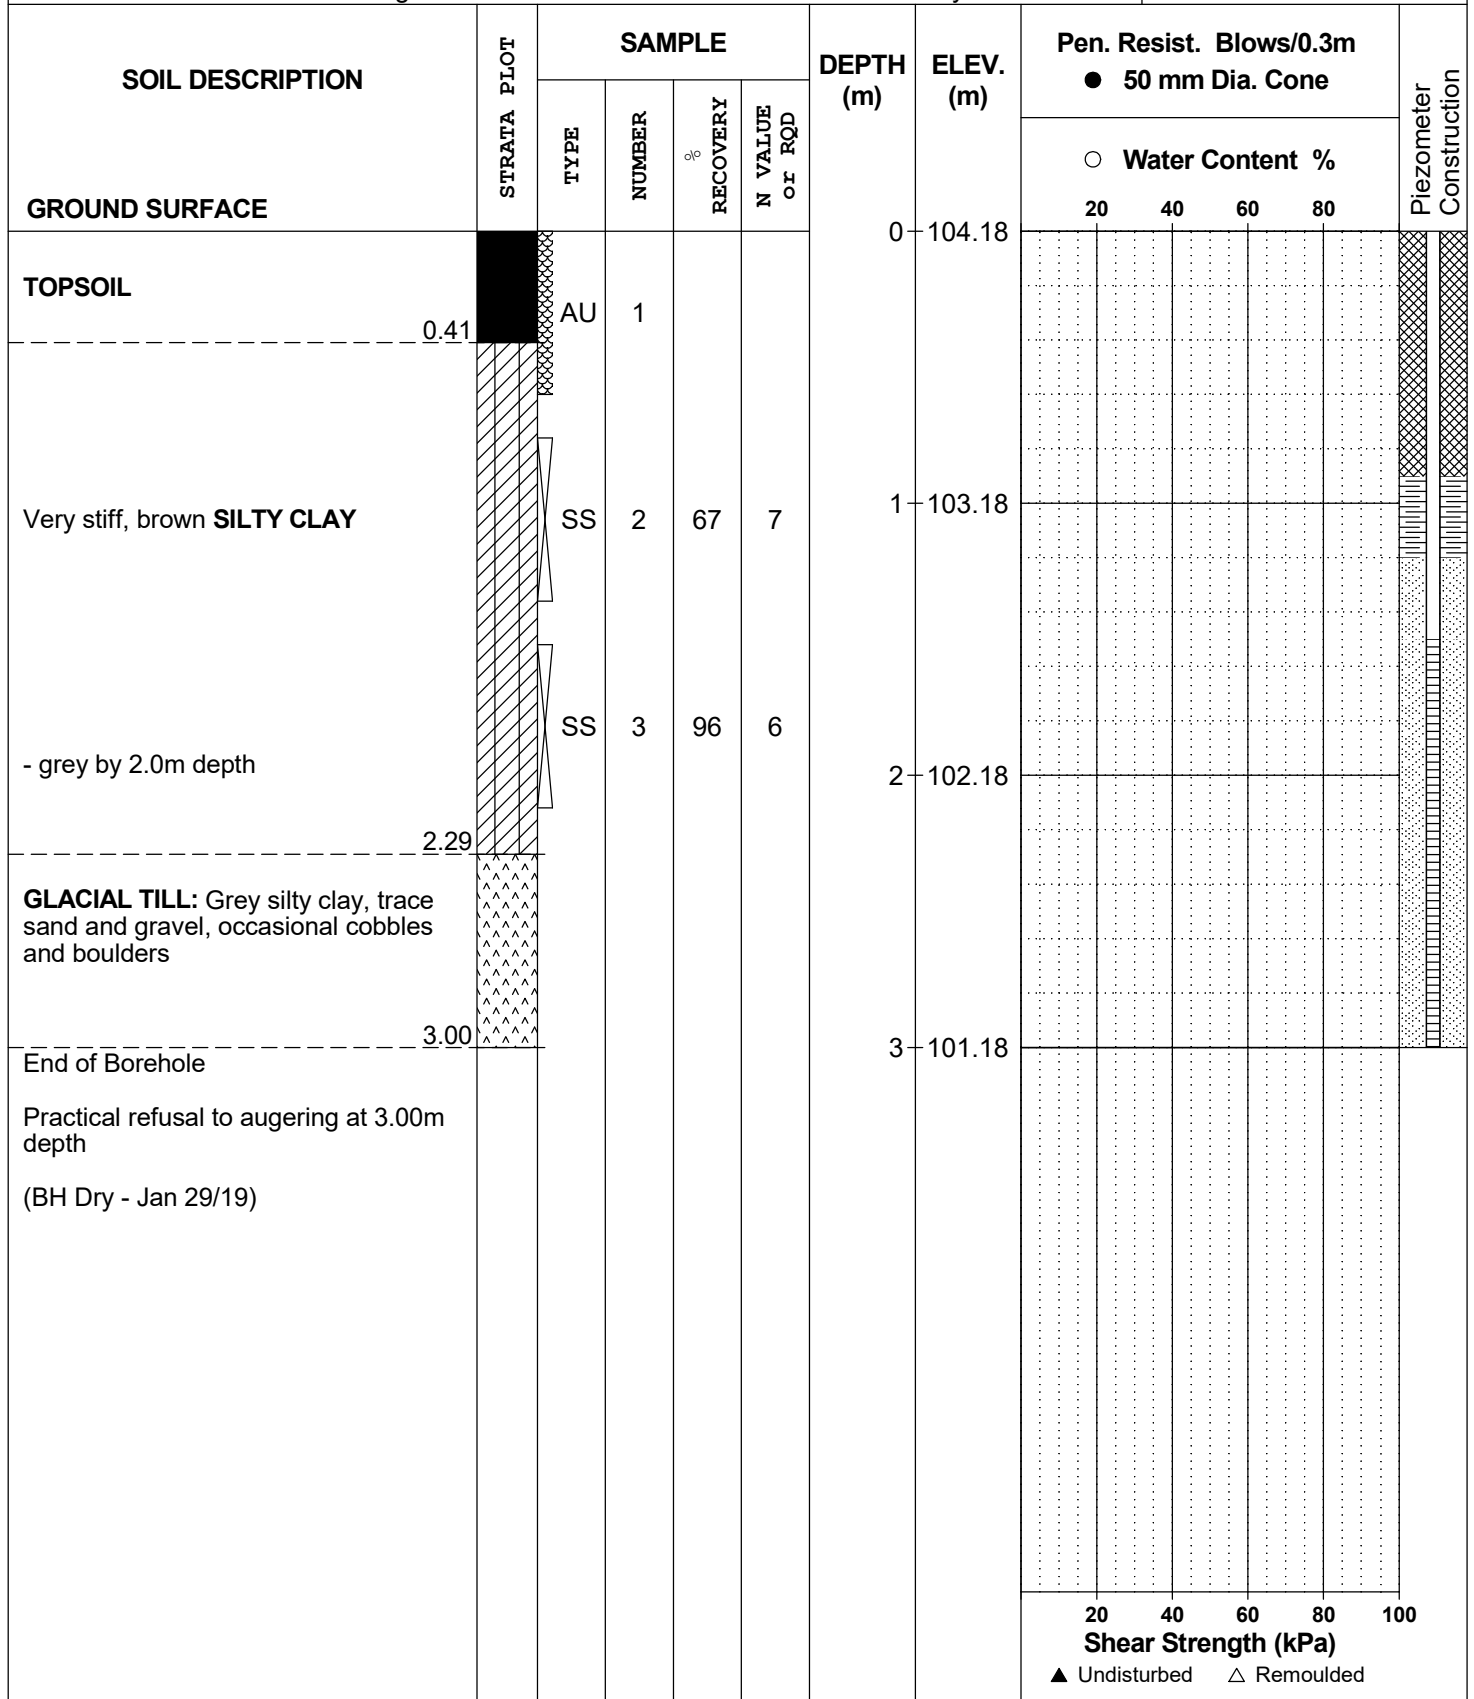 SOIL DESCRIPTION
GROUND SURFACE
STRATA PLOT
SAMPLE
TYPE
NUMBER
% RECOVERY
N VALUE
or RQD
DEPTH
(m)
ELEV.
(m)
Pen. Resist. Blows/0.3m
● 50 mm Dia. Cone
○ Water Content %
20 40 60 80
Piezometer
Construction
0 104.18
TOPSOIL
0.41
AU 1
1 103.18
Very stiff, brown SILTY CLAY
SS 2 67 7
SS 3 96 6
- grey by 2.0m depth
2 102.18
2.29
GLACIAL TILL: Grey silty clay, trace
sand and gravel, occasional cobbles
and boulders
3.00
3 101.18
End of Borehole
Practical refusal to augering at 3.00m
depth
(BH Dry - Jan 29/19)
20 40 60 80 100
Shear Strength (kPa)
▲ Undisturbed △ Remoulded